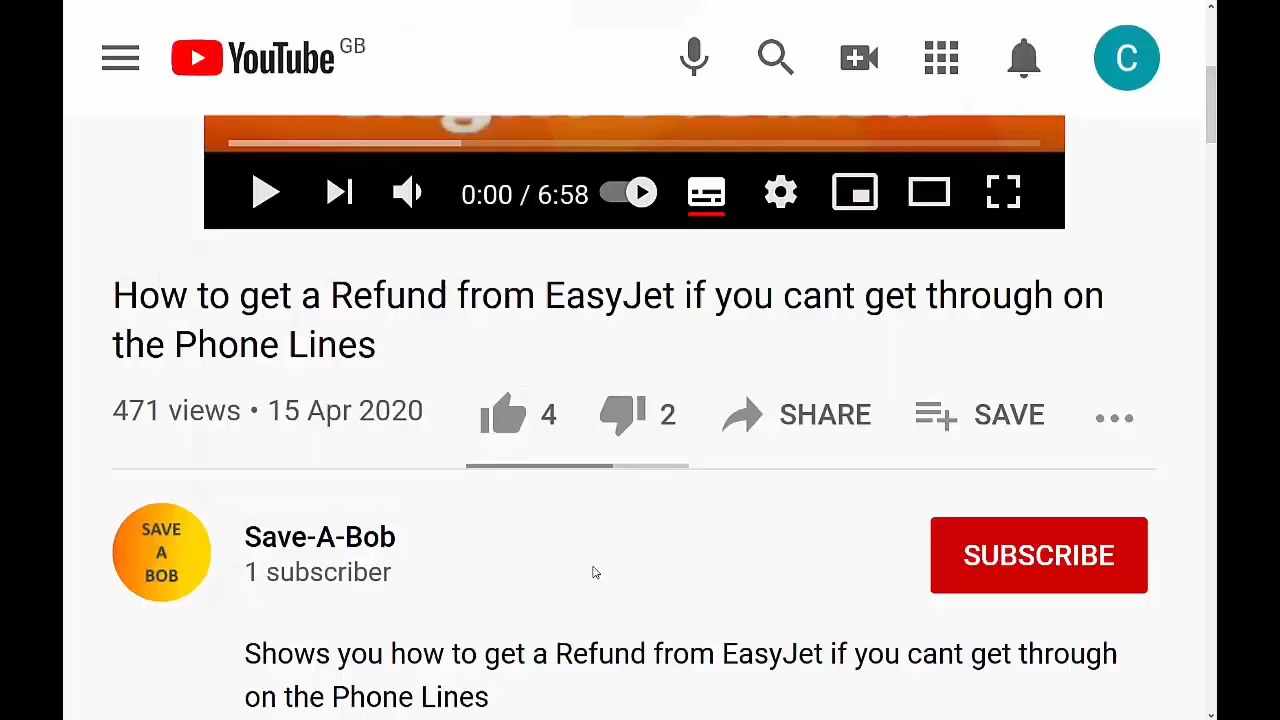 YouTube GB
C
0:00 / 6:58
How to get a Refund from EasyJet if you cant get through on
the Phone Lines
471 views • 15 Apr 2020
4
2
SHARE
SAVE
SAVE
A
BOB
Save-A-Bob
1 subscriber
SUBSCRIBE
Shows you how to get a Refund from EasyJet if you cant get through
on the Phone Lines